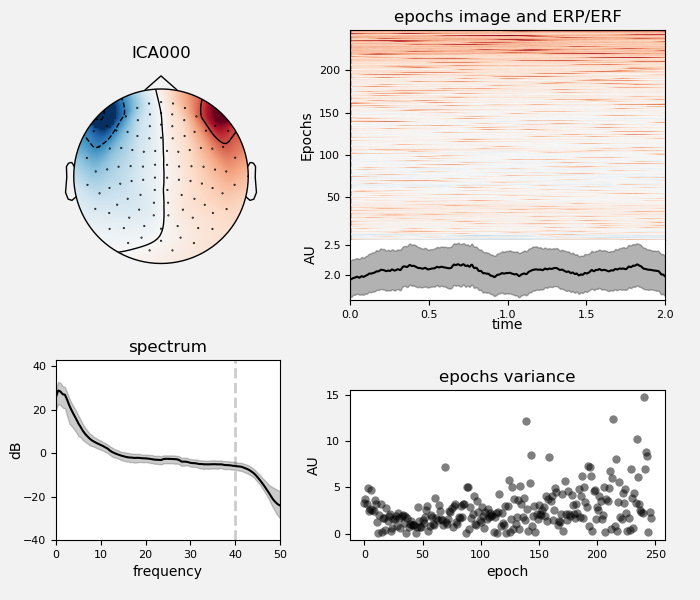 ICA000
epochs image and ERP/ERF
Epochs
200
150
100
50
AU
2.5
2.0
0.0 0.5 1.0 1.5 2.0
time
spectrum
dB
40
20
0
−20
−40
0 10 20 30 40 50
frequency
epochs variance
AU
15
10
5
0
0 50 100 150 200 250
epoch